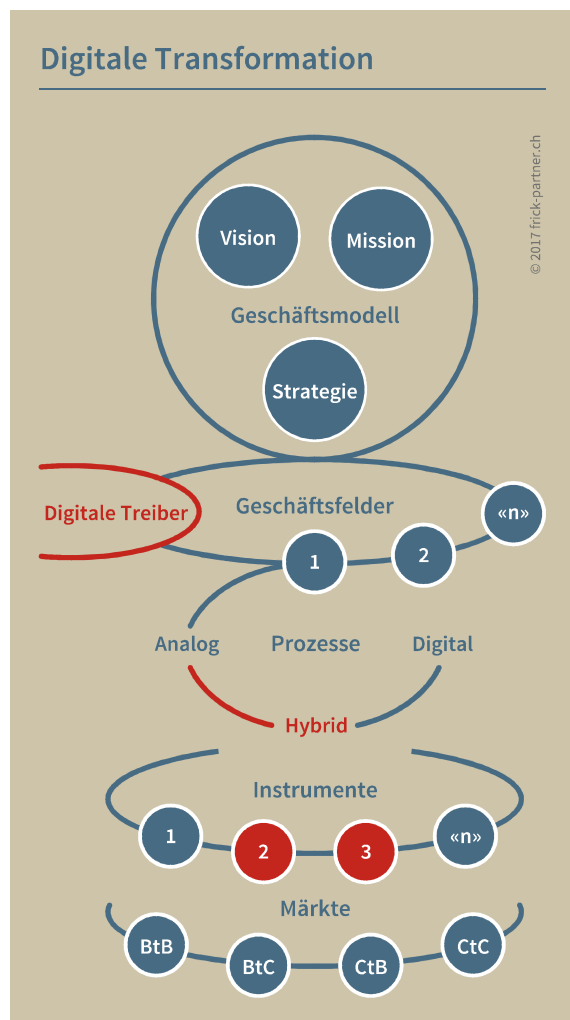 Digitale Transformation
© 2017 frick-partner.ch
Vision
Mission
Geschäftsmodell
Strategie
Digitale Treiber
Geschäftsfelder
«n»
1
2
Analog
Prozesse
Digital
Hybrid
Instrumente
1
2
3
«n»
Märkte
BtB
BtC
CtB
CtC